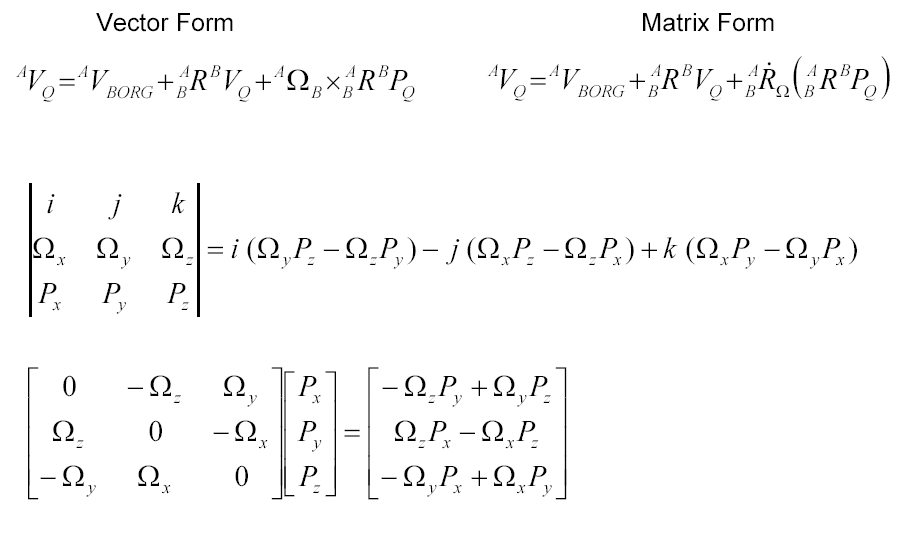 Vector Form Matrix Form
ᴬV_Q = ᴬV_BORG + ᴬ_B R ᴮV_Q + ᴬΩ_B × ᴬ_B R ᴮP_Q ᴬV_Q = ᴬV_BORG + ᴬ_B R ᴮV_Q + ᴬ_B Ṙ_Ω (ᴬ_B R ᴮP_Q)
| i j k |
| Ω_x Ω_y Ω_z | = i (Ω_y P_z − Ω_z P_y) − j (Ω_x P_z − Ω_z P_x) + k (Ω_x P_y − Ω_y P_x)
| P_x P_y P_z |
[ 0 −Ω_z Ω_y ] [ P_x ] [ −Ω_z P_y + Ω_y P_z ]
[ Ω_z 0 −Ω_x ] [ P_y ] = [ Ω_z P_x − Ω_x P_z ]
[ −Ω_y Ω_x 0 ] [ P_z ] [ −Ω_y P_x + Ω_x P_y ]